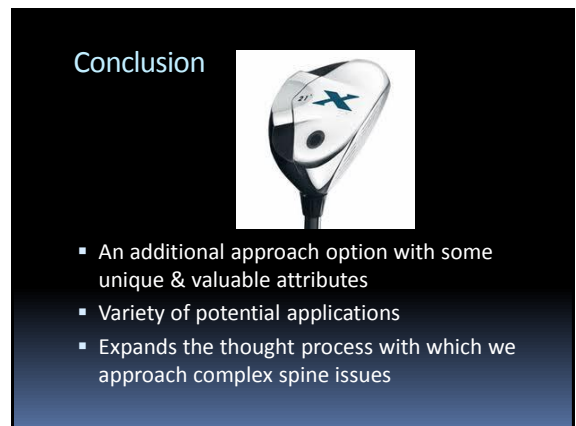 Conclusion
21°
X
▪ An additional approach option with some
unique & valuable attributes
▪ Variety of potential applications
▪ Expands the thought process with which we
approach complex spine issues